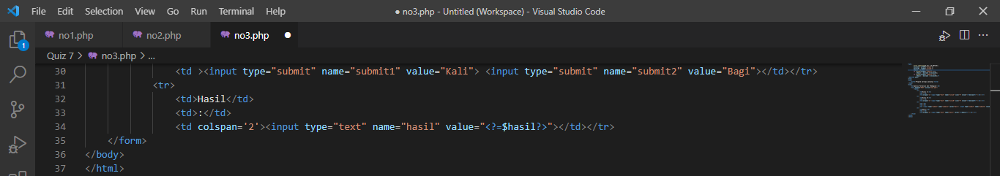 File Edit Selection View Go Run Terminal Help ● no3.php - Untitled (Workspace) - Visual Studio Code
1 no1.php no2.php no3.php ●
Quiz 7 > no3.php > ...
30 <td ><input type="submit" name="submit1" value="Kali"> <input type="submit" name="submit2" value="Bagi"></td></tr>
31 <tr>
32 <td>Hasil</td>
33 <td>:</td>
34 <td colspan='2'><input type="text" name="hasil" value="<?=$hasil?>"></td></tr>
35 </form>
36 </body>
37 </html>